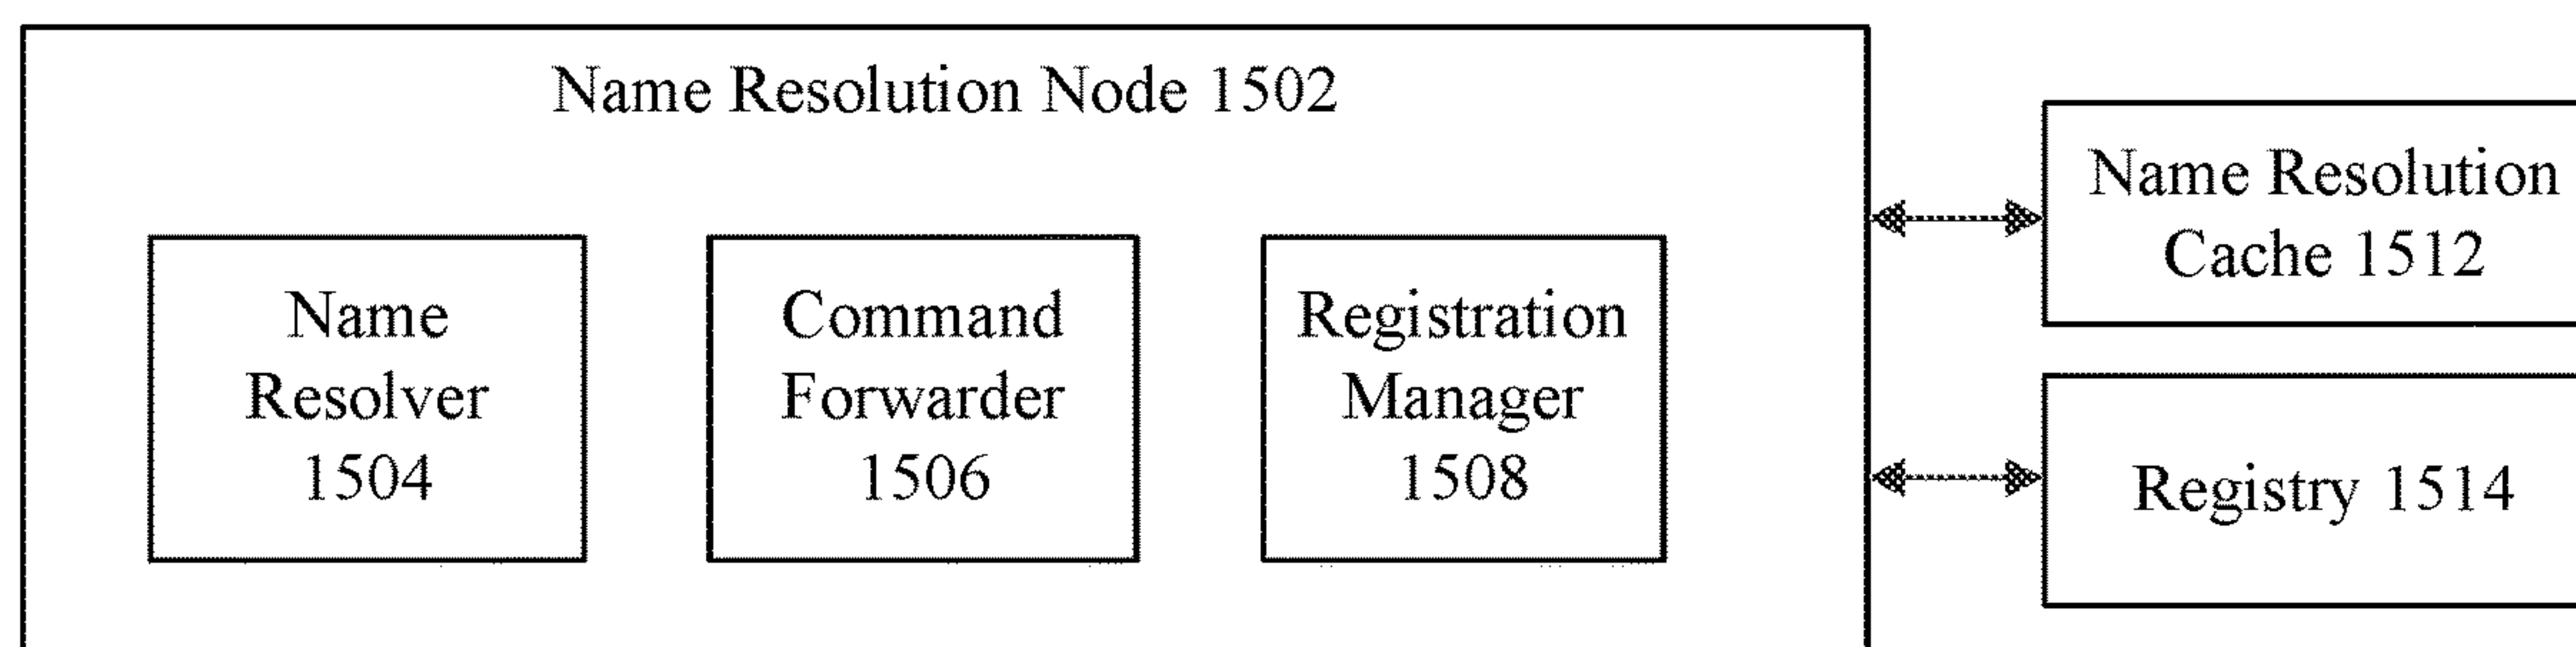 Name Resolution Node 1502
Name
Resolver
1504
Command
Forwarder
1506
Registration
Manager
1508
Name Resolution
Cache 1512
Registry 1514